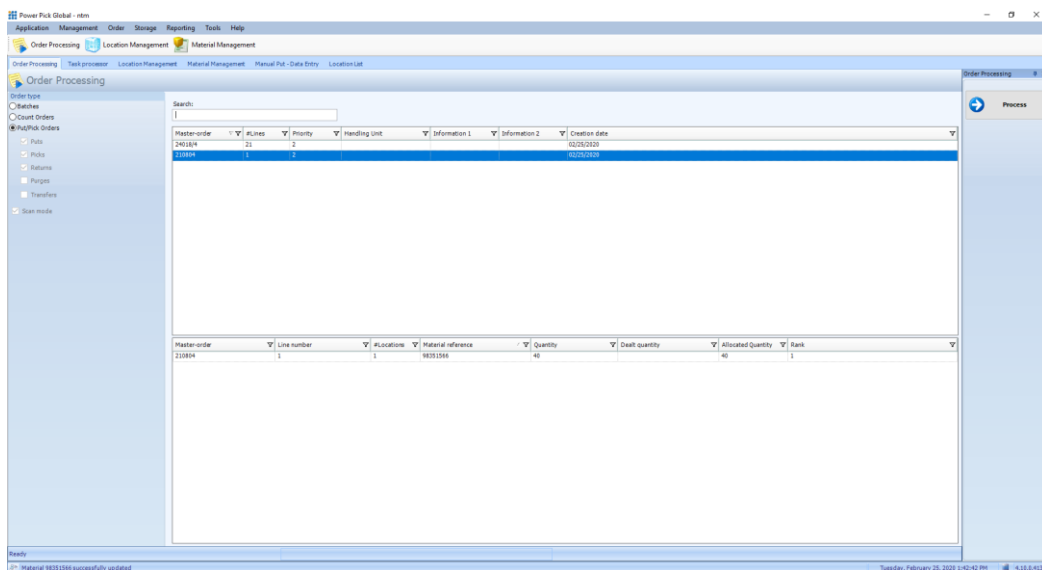 Power Pick Global - ntm
Application Management Order Storage Reporting Tools Help
Order Processing Location Management Material Management
Order Processing Task processor Location Management Material Management Manual Put - Data Entry Location List
Order Processing
Order Processing
Process
Order type
Batches
Count Orders
Put/Pick Orders
Puts
Picks
Returns
Purges
Transfers
Scan mode
Search:
Master-order #Lines Priority Handling Unit Information 1 Information 2 Creation date
24018/4 21 2 02/25/2020
210804 1 2 02/25/2020
Master-order Line number #Locations Material reference Quantity Dealt quantity Allocated Quantity Rank
210804 1 1 98351566 40 40 1
Ready
Material 98351566 successfully updated
Tuesday, February 25, 2020 1:42:42 PM